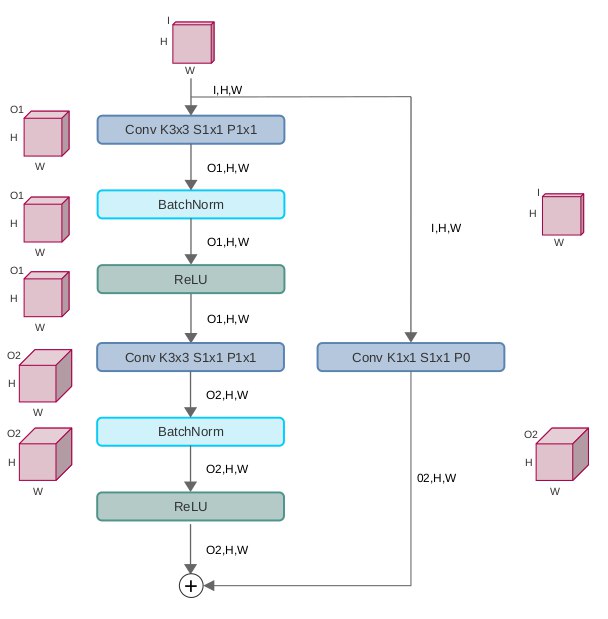 I
H
W
I,H,W
O1
H
W
Conv K3x3 S1x1 P1x1
O1,H,W
O1
H
W
BatchNorm
I
H
W
O1,H,W
I,H,W
O1
H
W
ReLU
O1,H,W
O2
H
W
Conv K3x3 S1x1 P1x1
Conv K1x1 S1x1 P0
O2,H,W
O2
H
W
BatchNorm
O2
H
W
O2,H,W
02,H,W
ReLU
O2,H,W
+